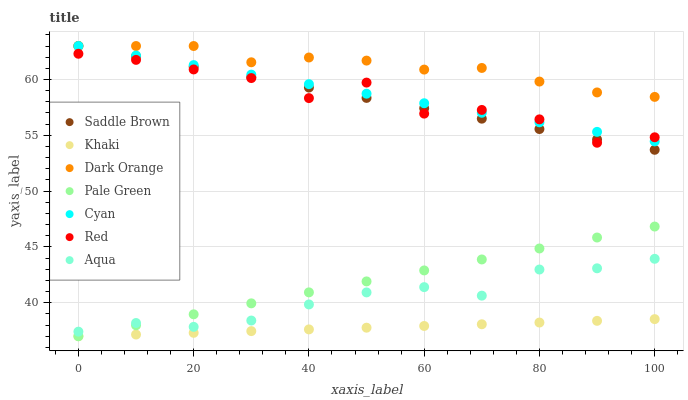 title
yaxis_label
60
55
50
45
40
Saddle Brown
Khaki
Dark Orange
Pale Green
Cyan
Red
Aqua
0
20
40
60
80
100
xaxis_label